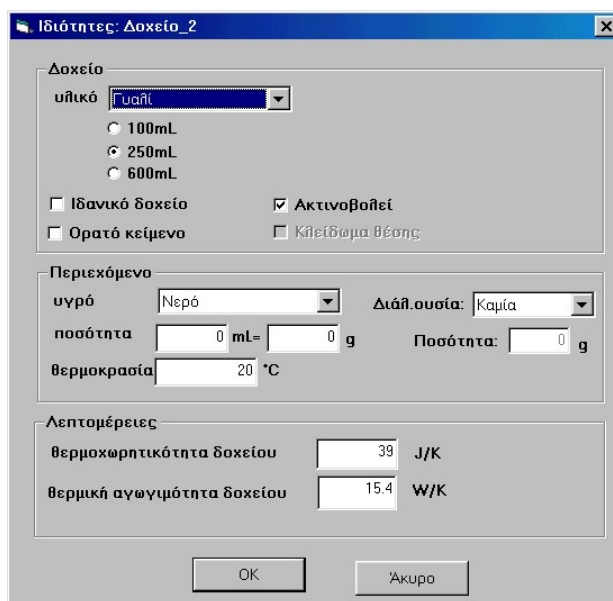 Ιδιότητες: Δοχείο_2
Δοχείο
υλικό Γυαλί
100mL
250mL
600mL
Ιδανικό δοχείο Ακτινοβολεί
Ορατό κείμενο Κλείδωμα θέσης
Περιεχόμενο
υγρό Νερό Διάλ.ουσία: Καμία
ποσότητα 0 mL= 0 g Ποσότητα: 0 g
θερμοκρασία 20 °C
Λεπτομέρειες
θερμοχωρητικότητα δοχείου 39 J/K
θερμική αγωγιμότητα δοχείου 15.4 W/K
OK Άκυρο